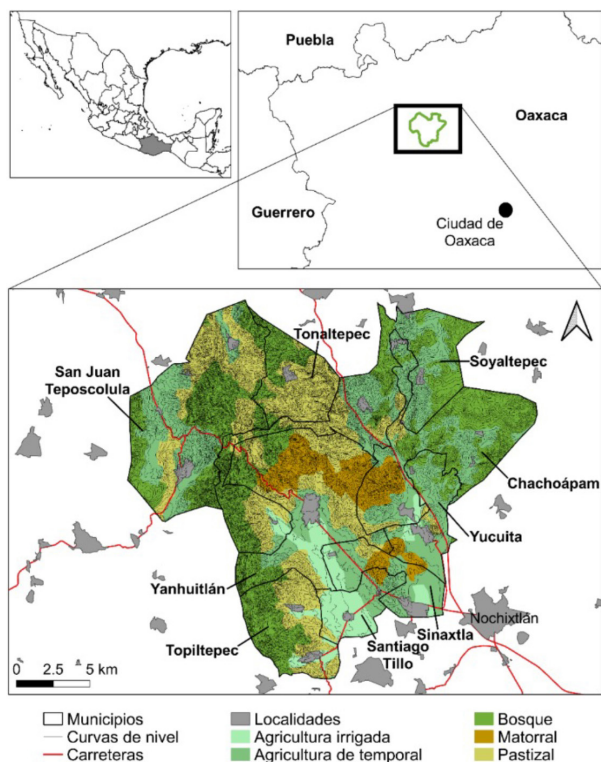 Puebla
Oaxaca
Guerrero
Ciudad de
Oaxaca
Tonaltepec
San Juan
Teposcolula
Soyaltepec
Chachoápam
Yucuita
Yanhuitlán
Nochixtlán
Sinaxtla
Topiltepec
Santiago
Tillo
0 2.5 5 km
Municipios
Curvas de nivel
Carreteras
Localidades
Agricultura irrigada
Agricultura de temporal
Bosque
Matorral
Pastizal